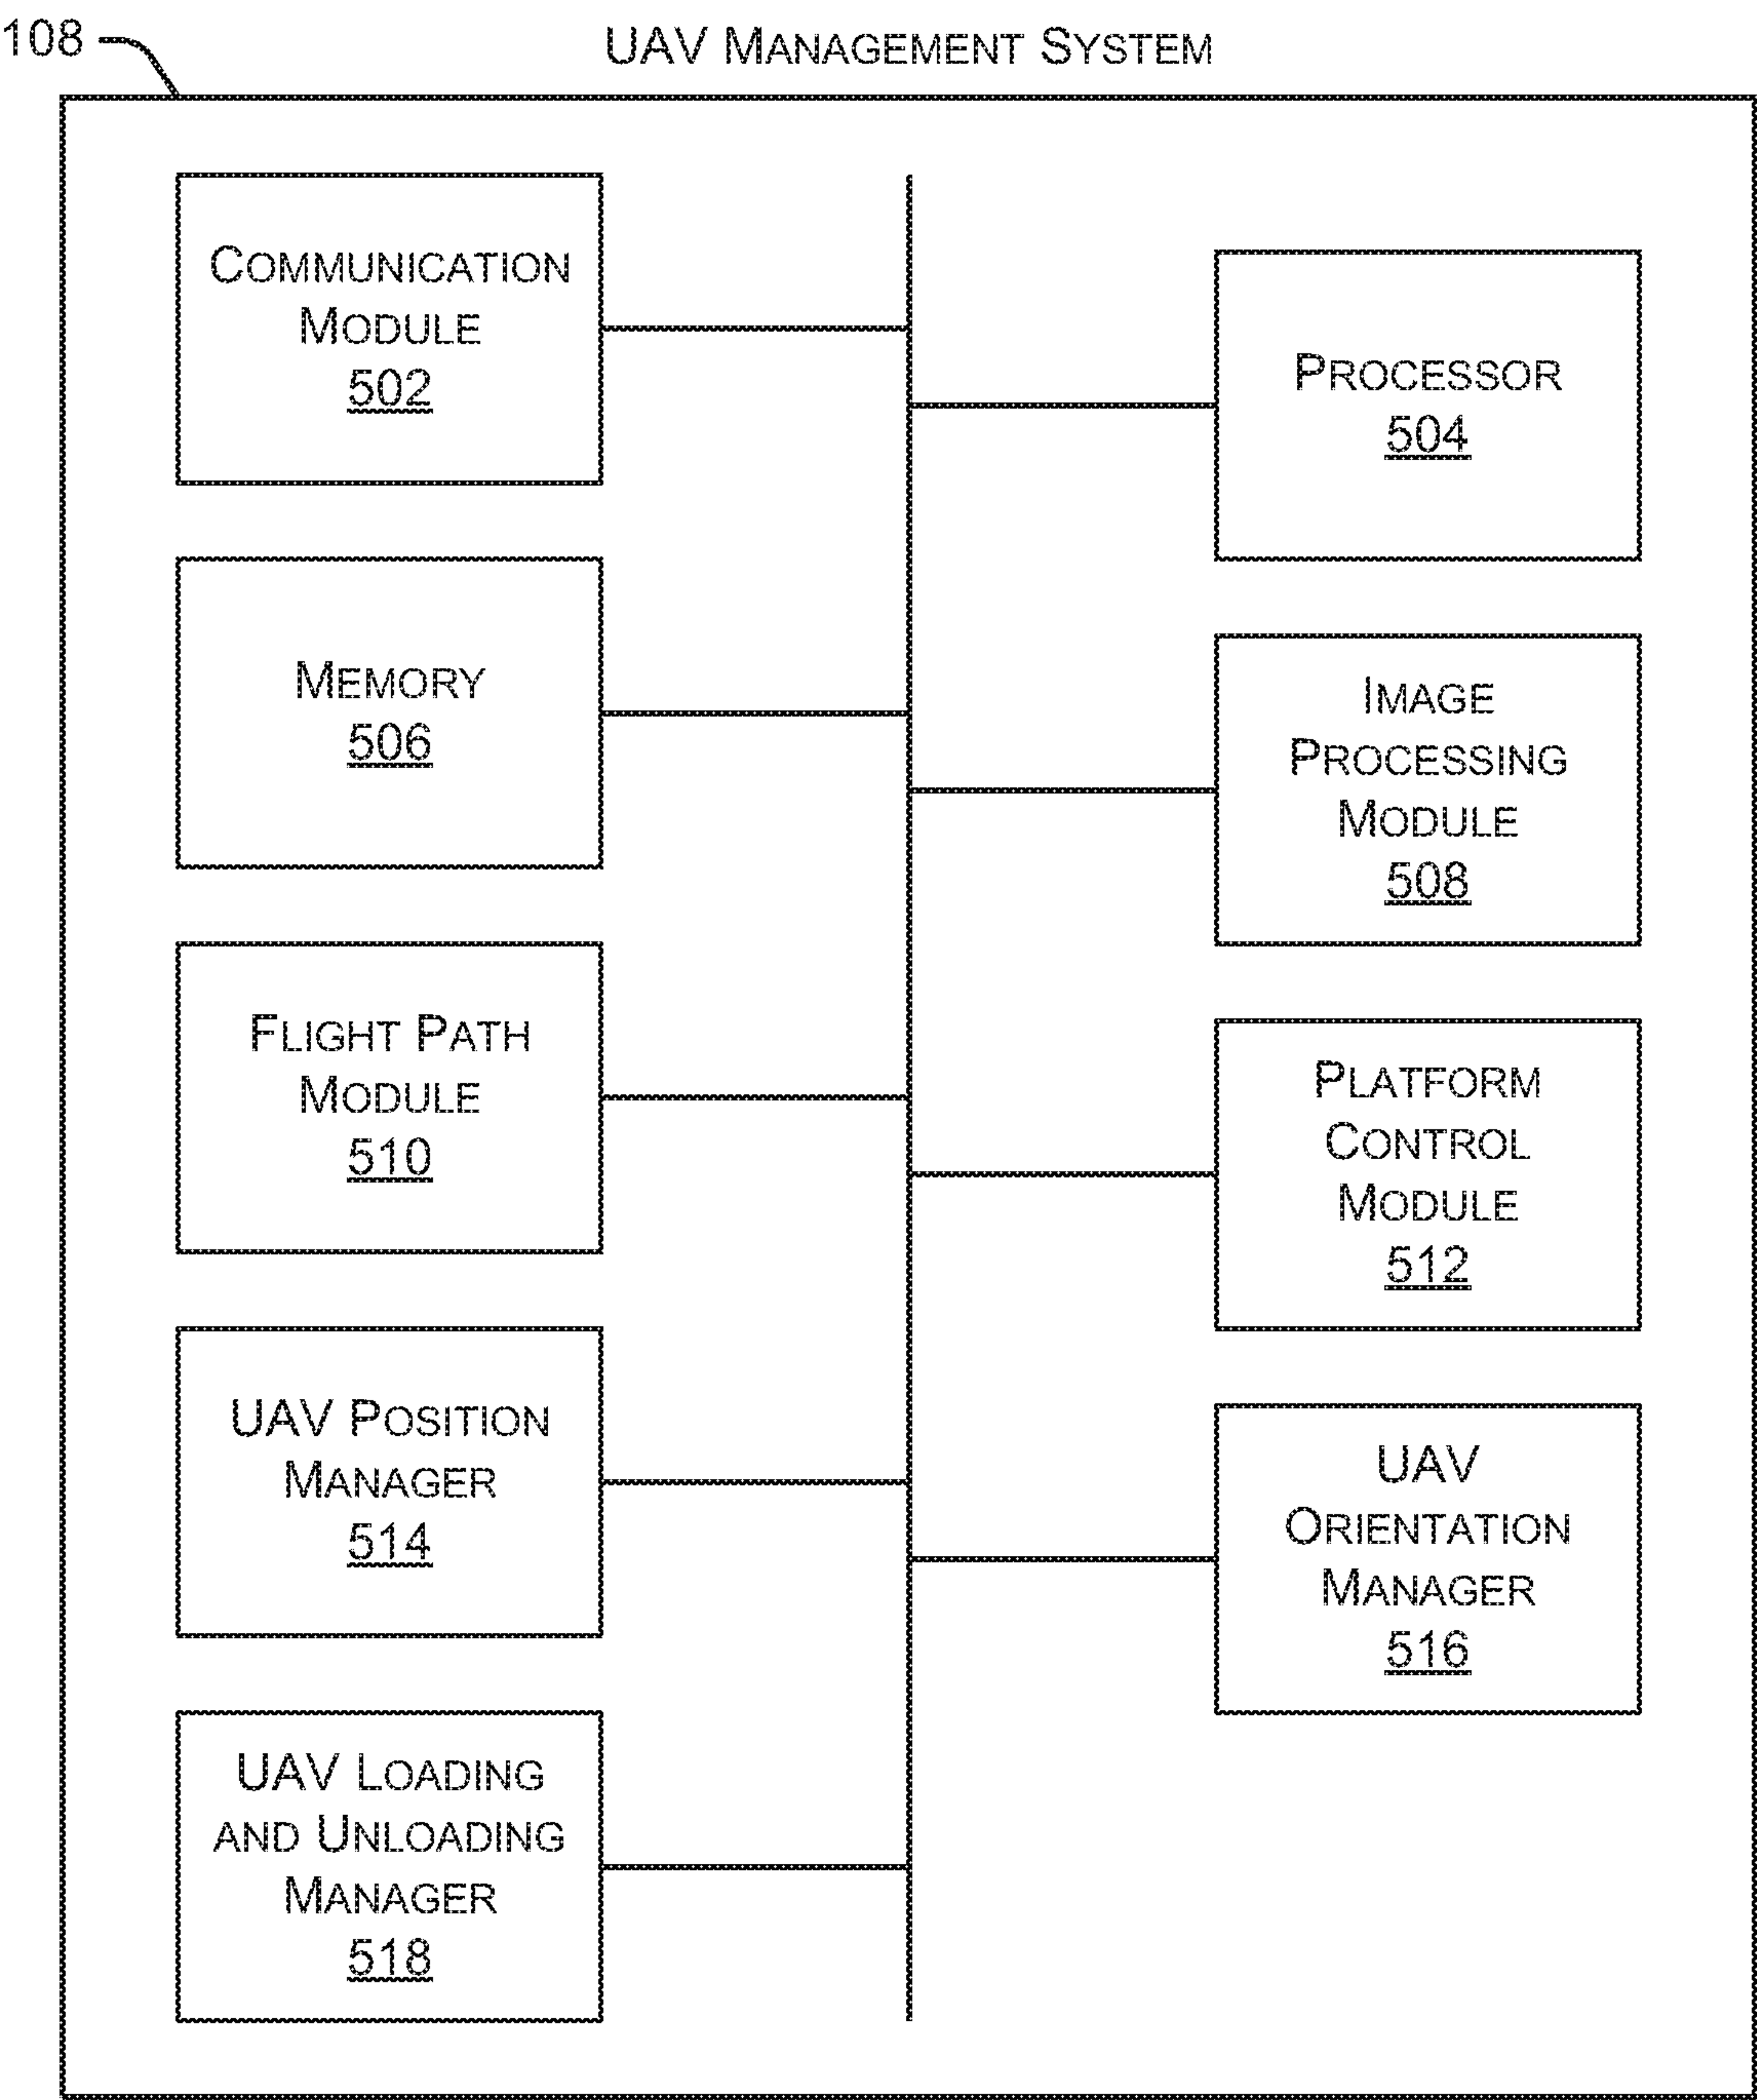 108
UAV MANAGEMENT SYSTEM
COMMUNICATION
MODULE
502
PROCESSOR
504
MEMORY
506
IMAGE
PROCESSING
MODULE
508
FLIGHT PATH
MODULE
510
PLATFORM
CONTROL
MODULE
512
UAV POSITION
MANAGER
514
UAV
ORIENTATION
MANAGER
516
UAV LOADING
AND UNLOADING
MANAGER
518